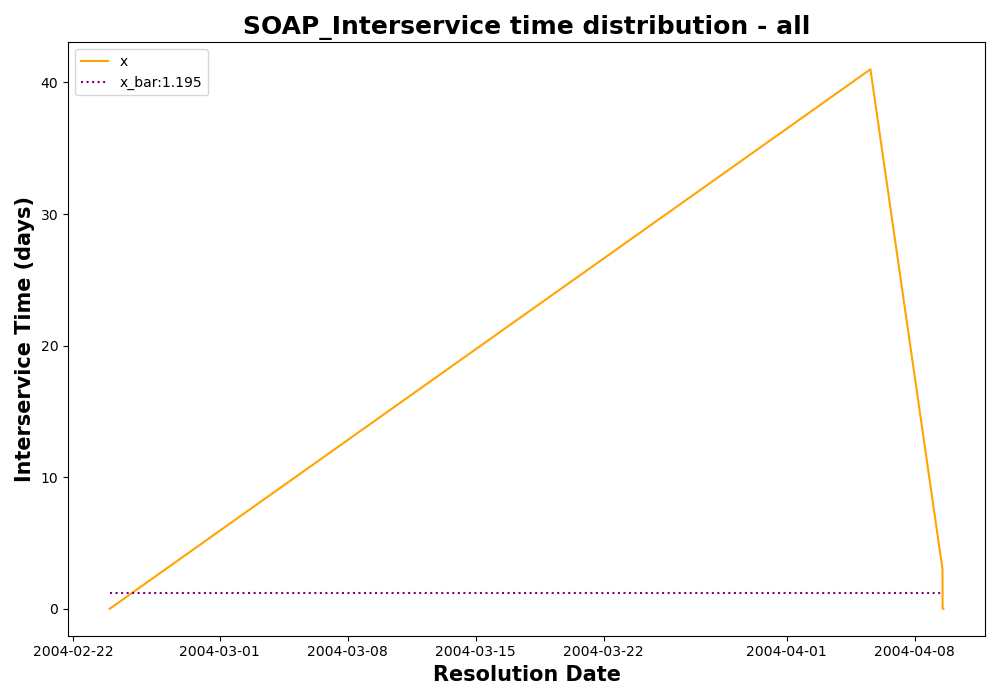 SOAP_Interservice time distribution - all
x
x_bar:1.195
Interservice Time (days)
40
30
20
10
0
2004-02-22
2004-03-01
2004-03-08
2004-03-15
2004-03-22
2004-04-01
2004-04-08
Resolution Date